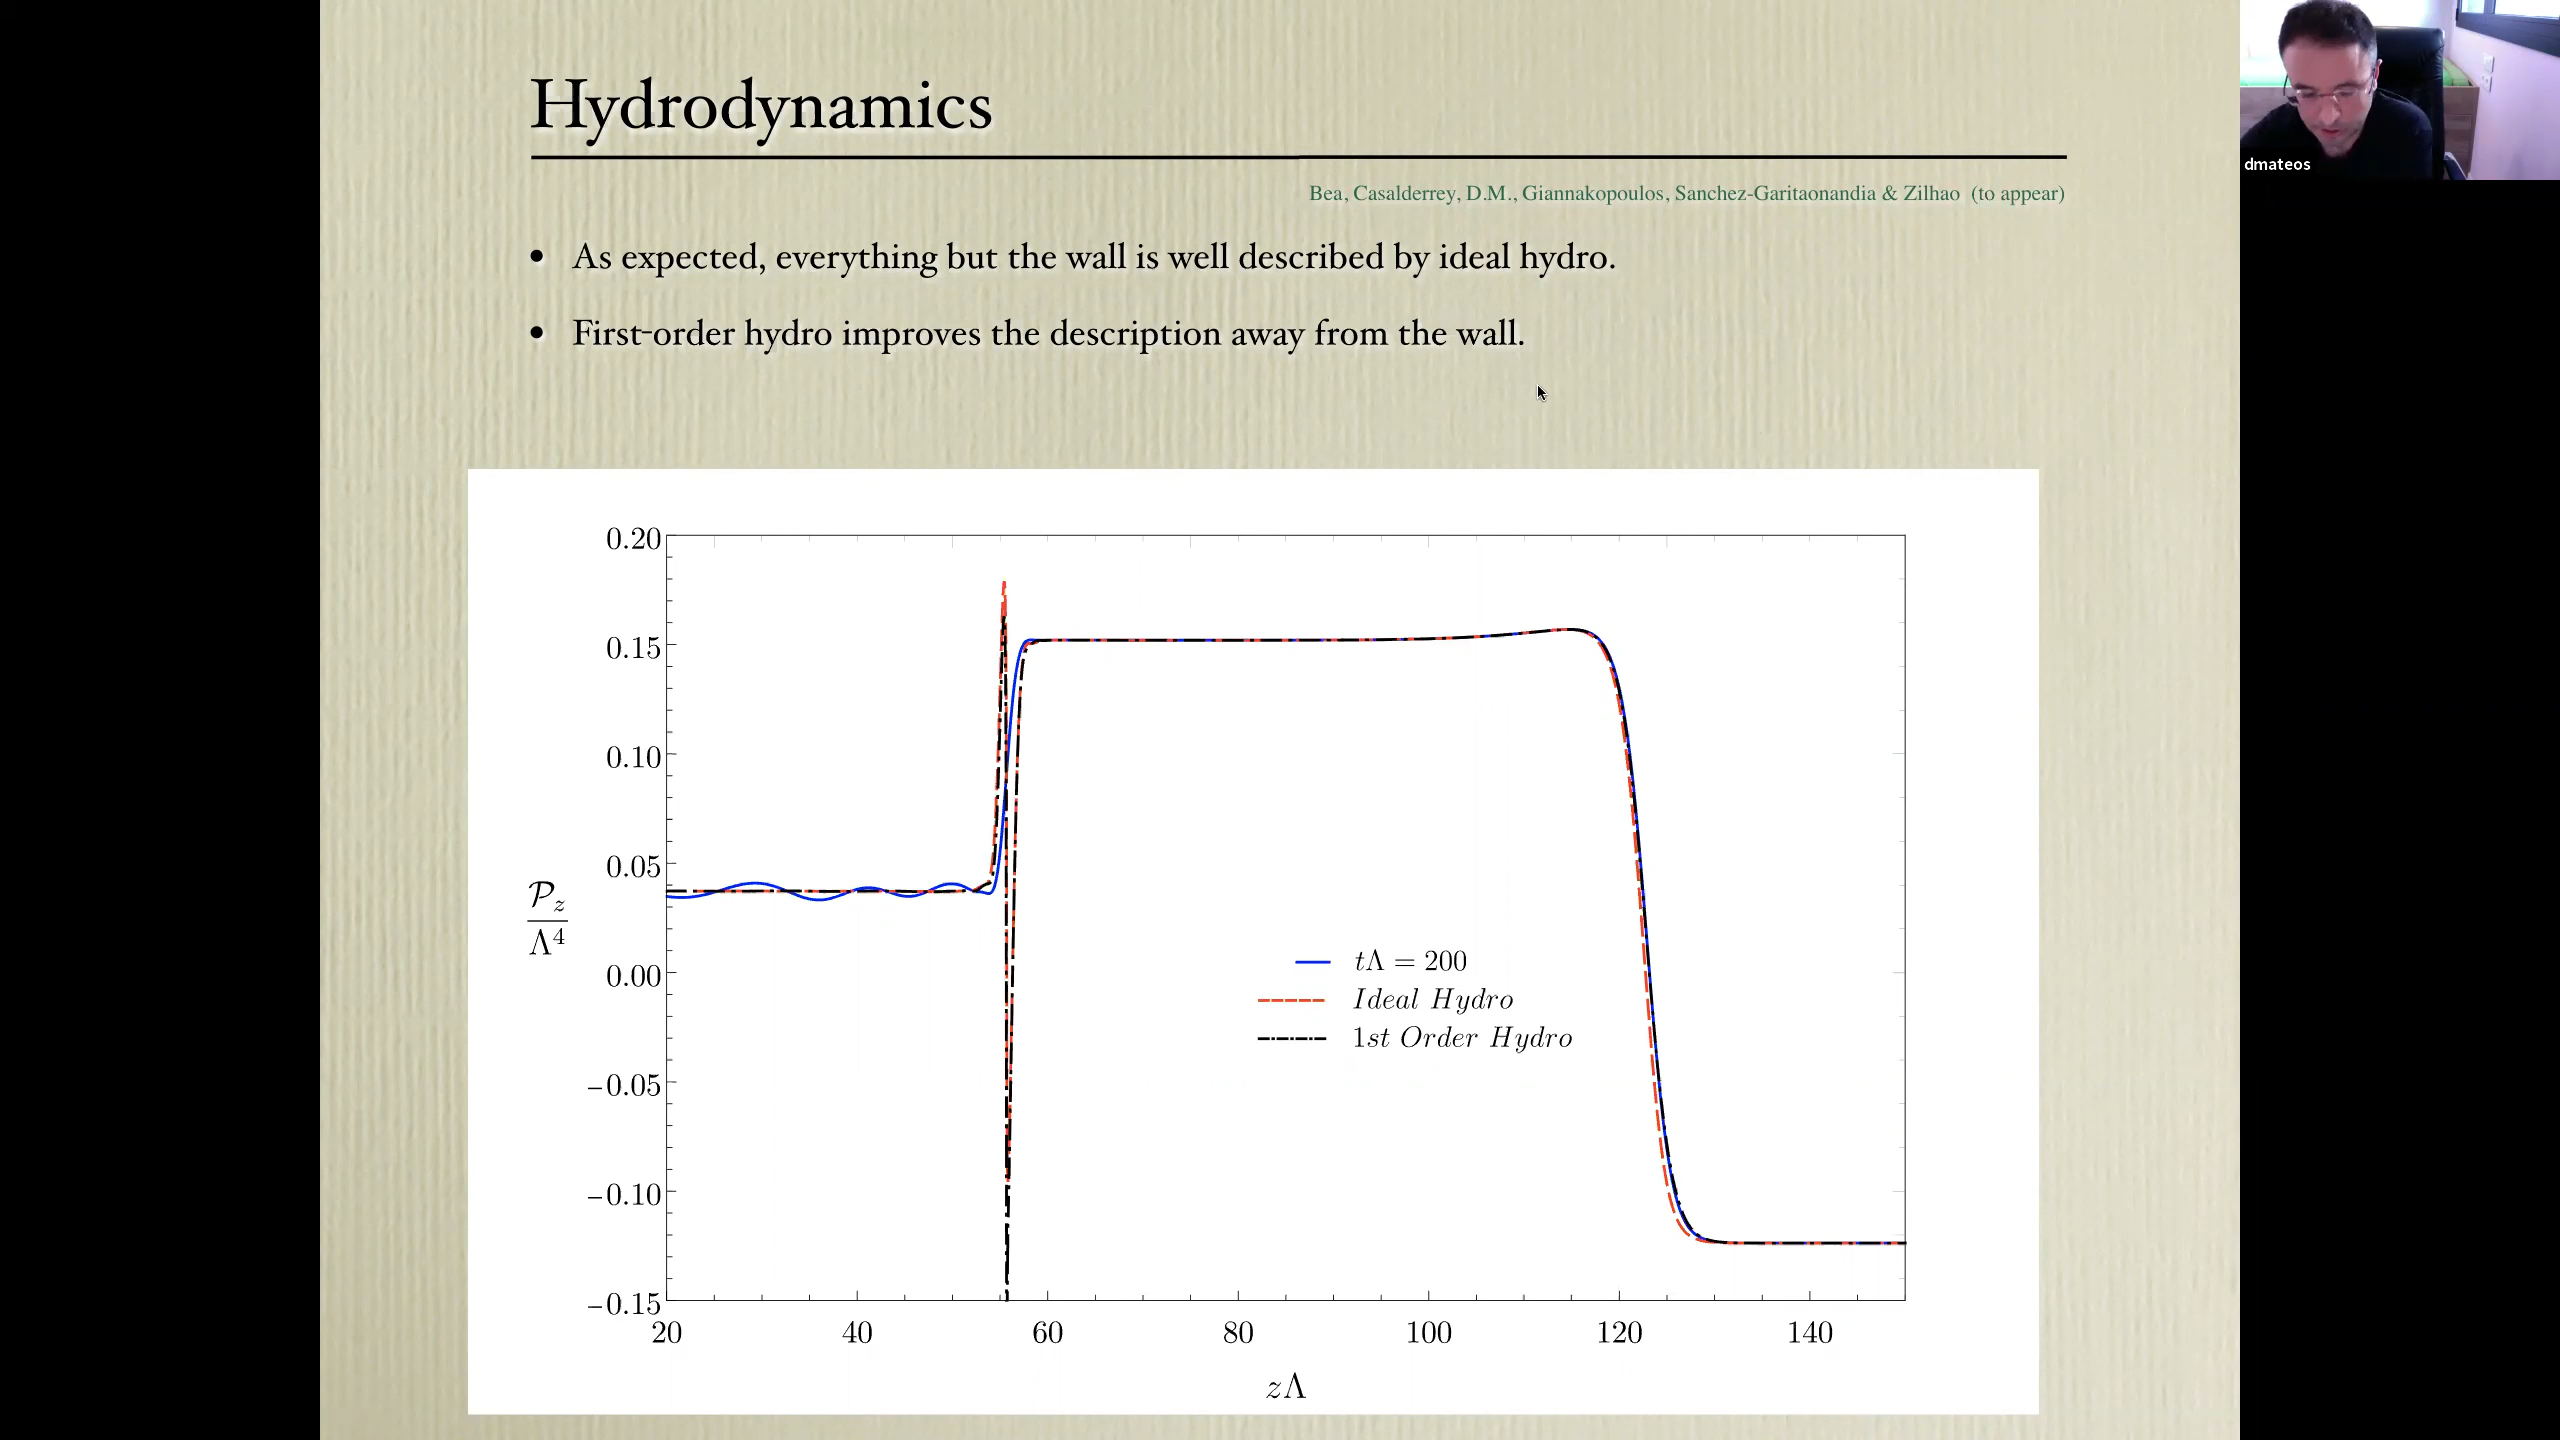 Hydrodynamics
dmateos
Bea, Casalderrey, D.M., Giannakopoulos, Sanchez-Garitaonandia & Zilhao (to appear)
• As expected, everything but the wall is well described by ideal hydro.
• First-order hydro improves the description away from the wall.
0.20
0.15
0.10
0.05
0.00
−0.05
−0.10
−0.15
𝒫z
Λ⁴
tΛ = 200
Ideal Hydro
1st Order Hydro
20 40 60 80 100 120 140
zΛ